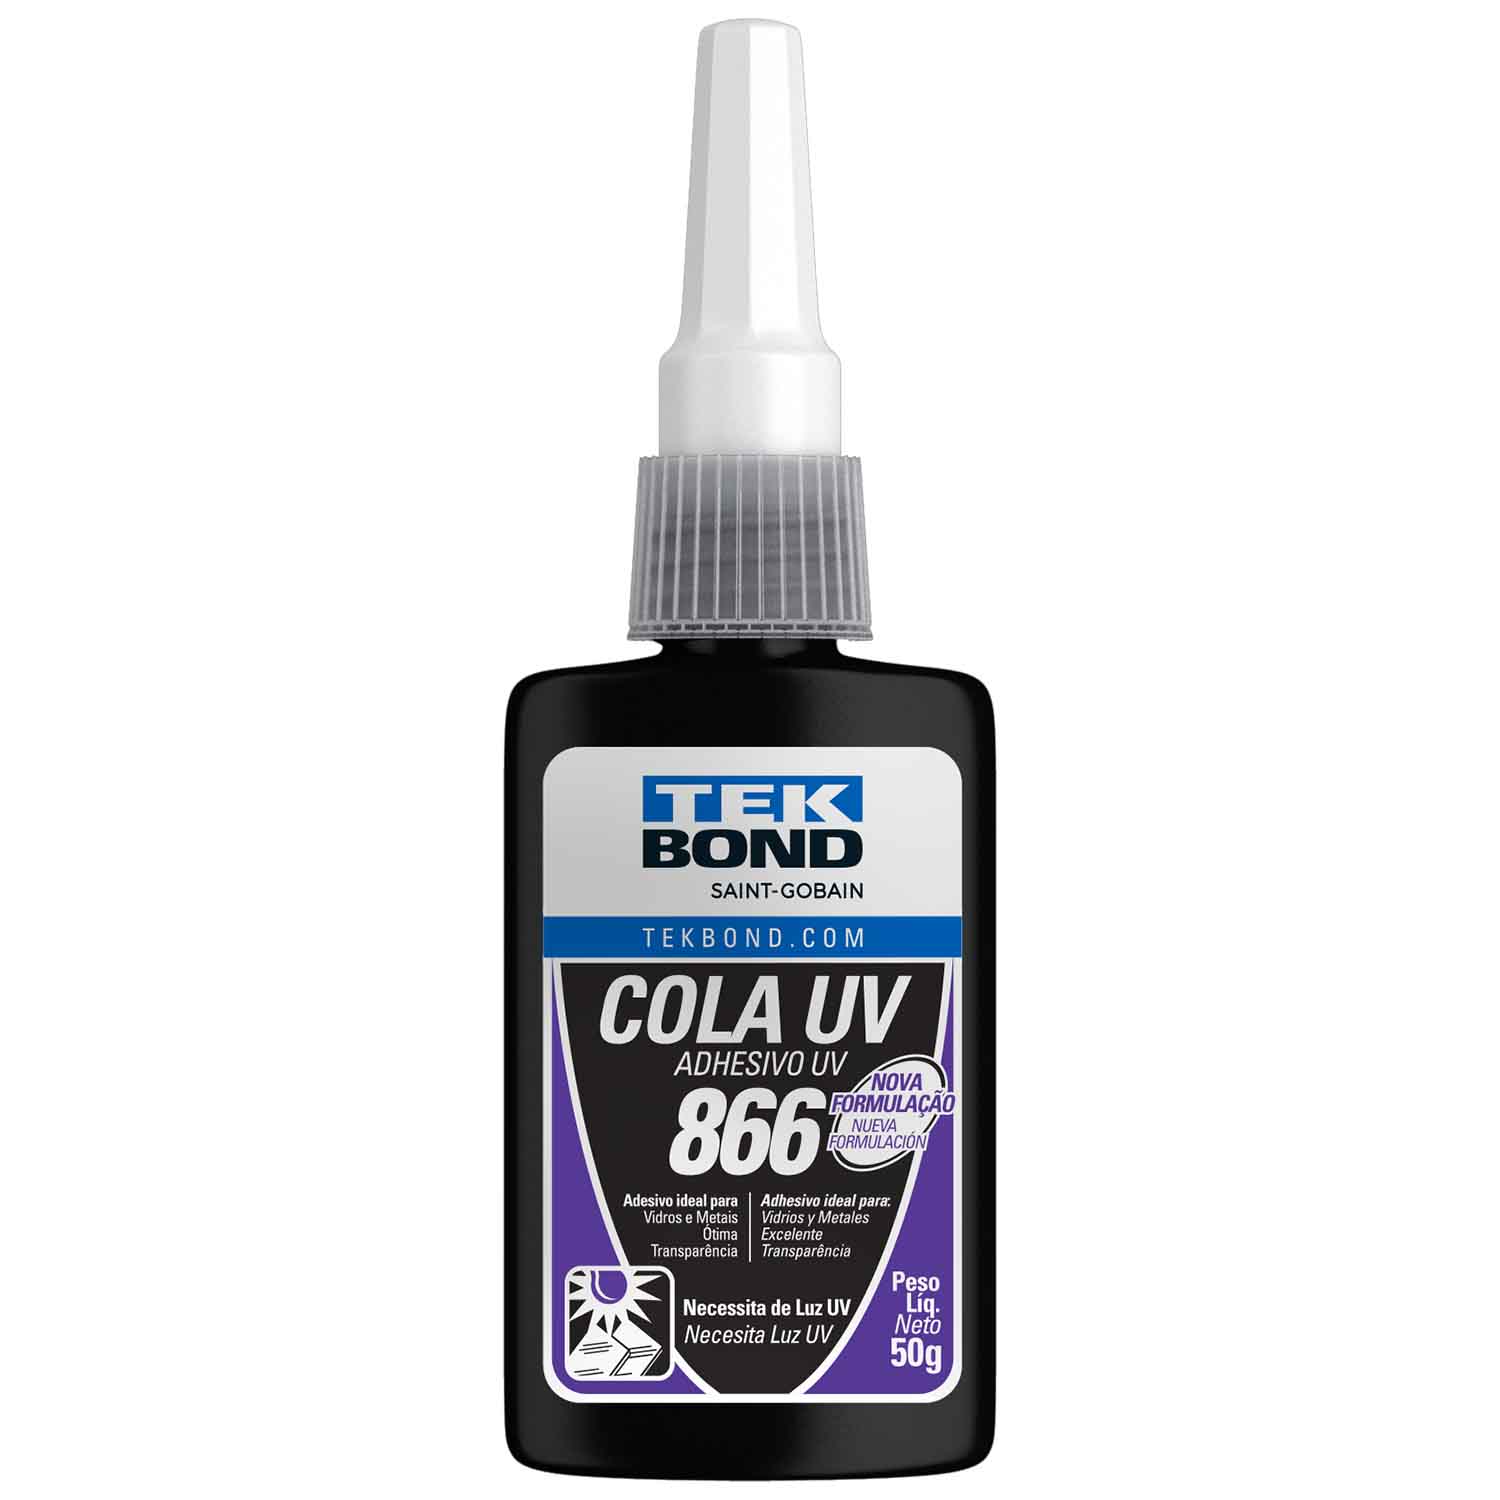 TEK
BOND
SAINT-GOBAIN
TEKBOND.COM
COLA UV
ADHESIVO UV
866
NOVA
FORMULAÇÃO
NUEVA
FORMULACIÓN
Adesivo ideal para
Vidros e Metais
Ótima
Transparência
Adhesivo ideal para:
Vidrios y Metales
Excelente
Transparência
Necessita de Luz UV
Necesita Luz UV
Peso
Líq.
Neto
50g